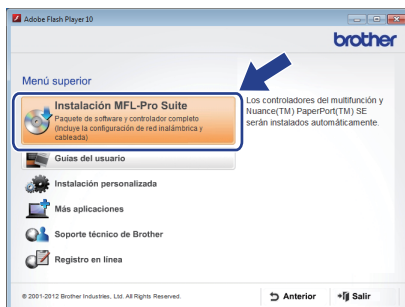 Adobe Flash Player 10
brother
Menú superior
Instalación MFL-Pro Suite
Paquete de software y controlador completo
(Incluye la configuración de red inalámbrica y
cableada)
Los controladores del multifunción y
Nuance(TM) PaperPort(TM) SE
serán instalados automáticamente.
Guías del usuario
Instalación personalizada
Más aplicaciones
Soporte técnico de Brother
Registro en línea
© 2001-2012 Brother Industries, Ltd. All Rights Reserved.
Anterior
Salir